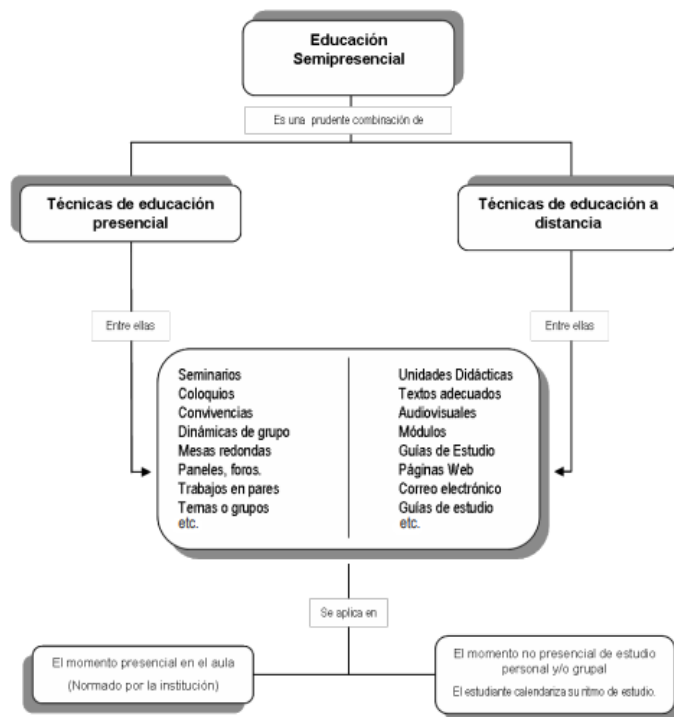 Educación
Semipresencial
Es una prudente combinación de
Técnicas de educación
presencial
Técnicas de educación a
distancia
Entre ellas
Entre ellas
Seminarios
Coloquios
Convivencias
Dinámicas de grupo
Mesas redondas
Paneles, foros.
Trabajos en pares
Ternas o grupos
etc.
Unidades Didácticas
Textos adecuados
Audiovisuales
Módulos
Guías de Estudio
Páginas Web
Correo electrónico
Guías de estudio
etc.
Se aplica en
El momento presencial en el aula
(Normado por la institución)
El momento no presencial de estudio
personal y/o grupal
El estudiante calendariza su ritmo de estudio.